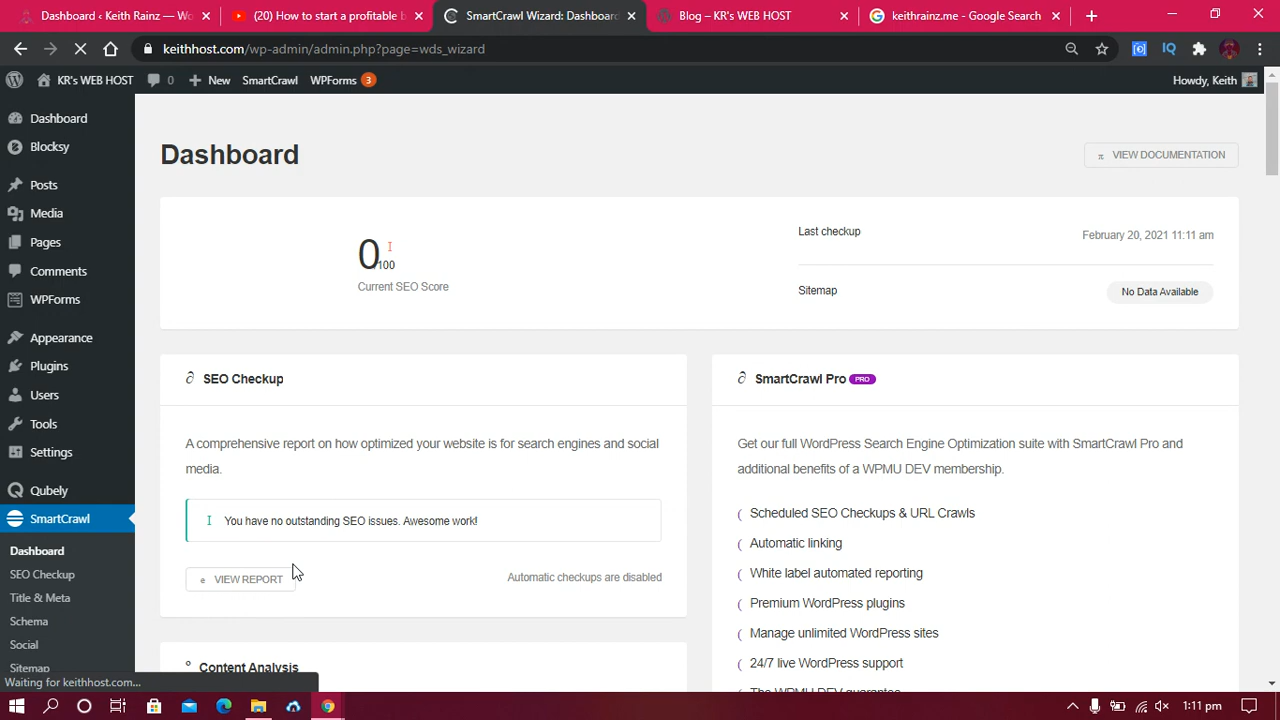 Dashboard ‹ Keith Rainz — Wo
(20) How to start a profitable b
SmartCrawl Wizard: Dashboard
Blog – KR's WEB HOST
keithrainz.me - Google Search
keithhost.com/wp-admin/admin.php?page=wds_wizard
IQ
KR's WEB HOST
0
New
SmartCrawl
WPForms
3
Howdy, Keith
Dashboard
Blocksy
Posts
Media
Pages
Comments
WPForms
Appearance
Plugins
Users
Tools
Settings
Qubely
SmartCrawl
Dashboard
SEO Checkup
Title & Meta
Schema
Social
Sitemap
Dashboard
π VIEW DOCUMENTATION
0
I
/100
Current SEO Score
Last checkup
February 20, 2021 11:11 am
Sitemap
No Data Available
SEO Checkup
A comprehensive report on how optimized your website is for search engines and social
media.
I You have no outstanding SEO issues. Awesome work!
e VIEW REPORT
Automatic checkups are disabled
Content Analysis
SmartCrawl Pro PRO
Get our full WordPress Search Engine Optimization suite with SmartCrawl Pro and
additional benefits of a WPMU DEV membership.
( Scheduled SEO Checkups & URL Crawls
( Automatic linking
( White label automated reporting
( Premium WordPress plugins
( Manage unlimited WordPress sites
( 24/7 live WordPress support
( The WPMU DEV guarantee
Waiting for keithhost.com...
1:11 pm